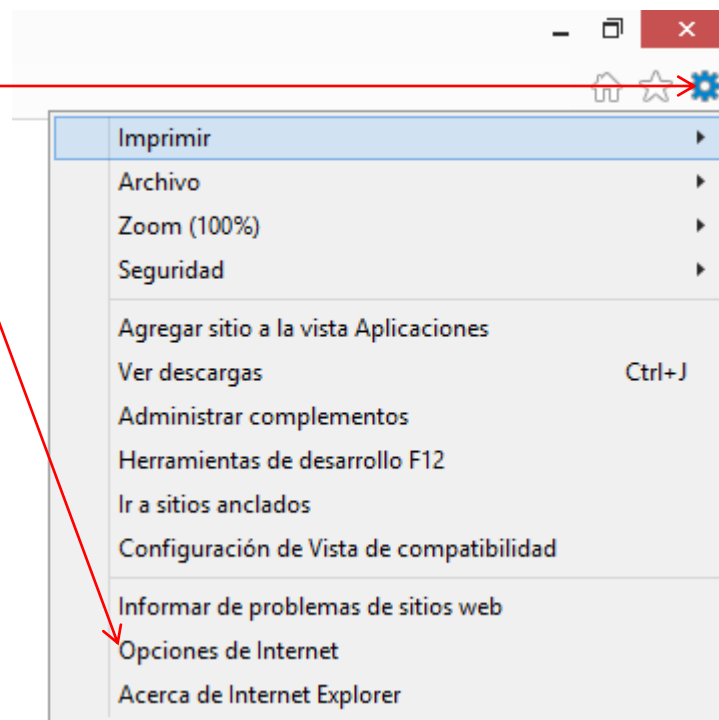 Imprimir
Archivo
Zoom (100%)
Seguridad
Agregar sitio a la vista Aplicaciones
Ver descargas Ctrl+J
Administrar complementos
Herramientas de desarrollo F12
Ir a sitios anclados
Configuración de Vista de compatibilidad
Informar de problemas de sitios web
Opciones de Internet
Acerca de Internet Explorer